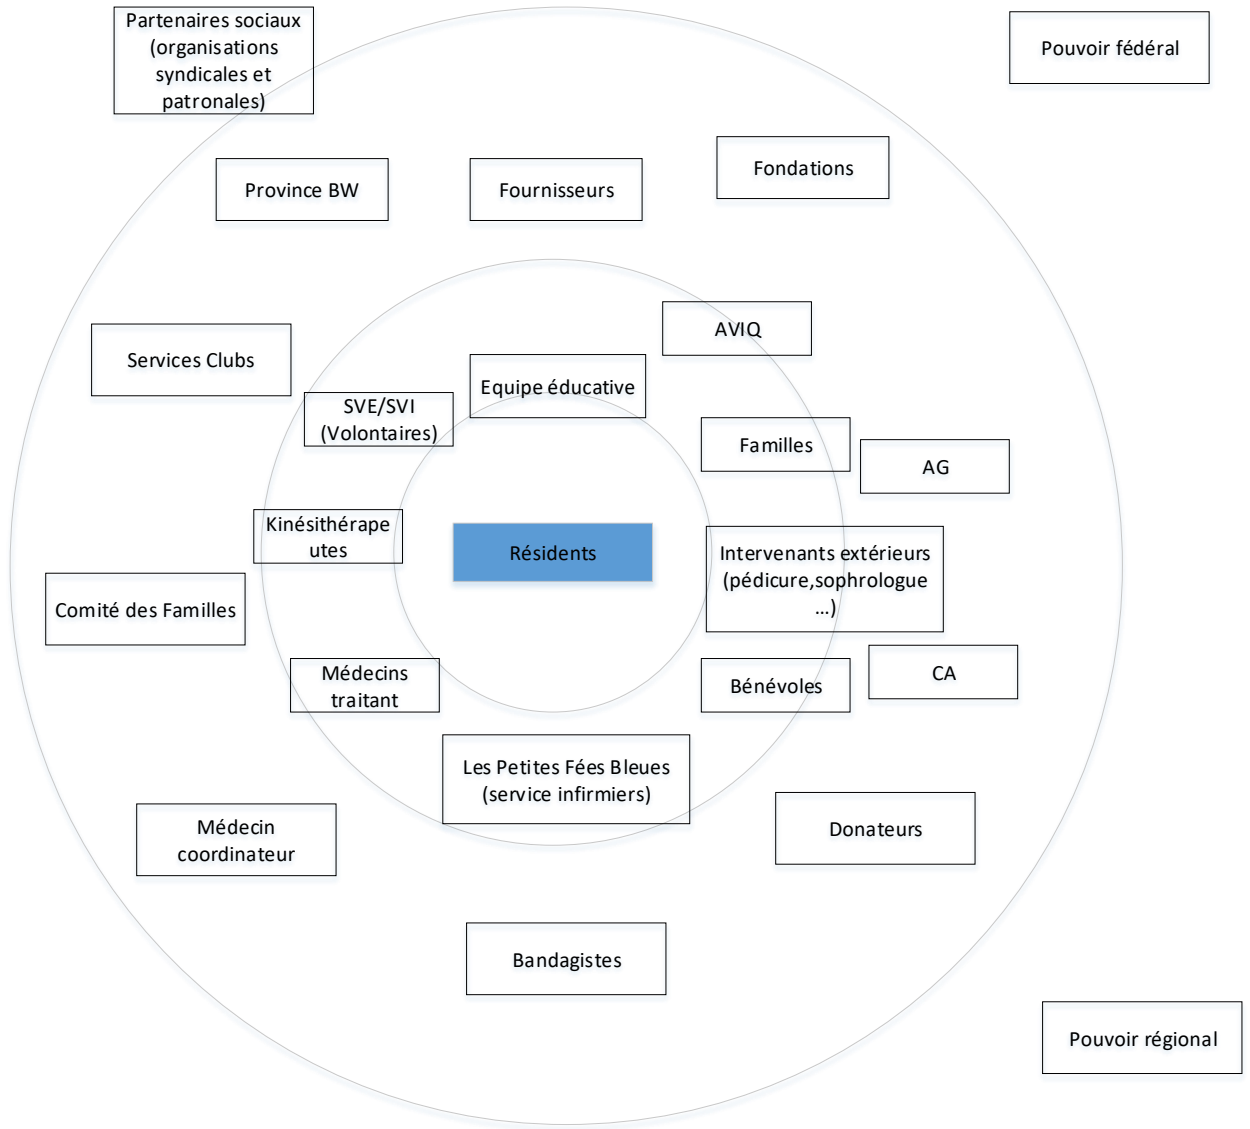 Partenaires sociaux
(organisations
syndicales et
patronales)
Pouvoir fédéral
Province BW
Fournisseurs
Fondations
AVIQ
Services Clubs
Equipe éducative
SVE/SVI
(Volontaires)
Familles
AG
Kinésithérape
utes
Résidents
Intervenants extérieurs
(pédicure,sophrologue
…)
Comité des Familles
Médecins
traitant
Bénévoles
CA
Les Petites Fées Bleues
(service infirmiers)
Médecin
coordinateur
Donateurs
Bandagistes
Pouvoir régional